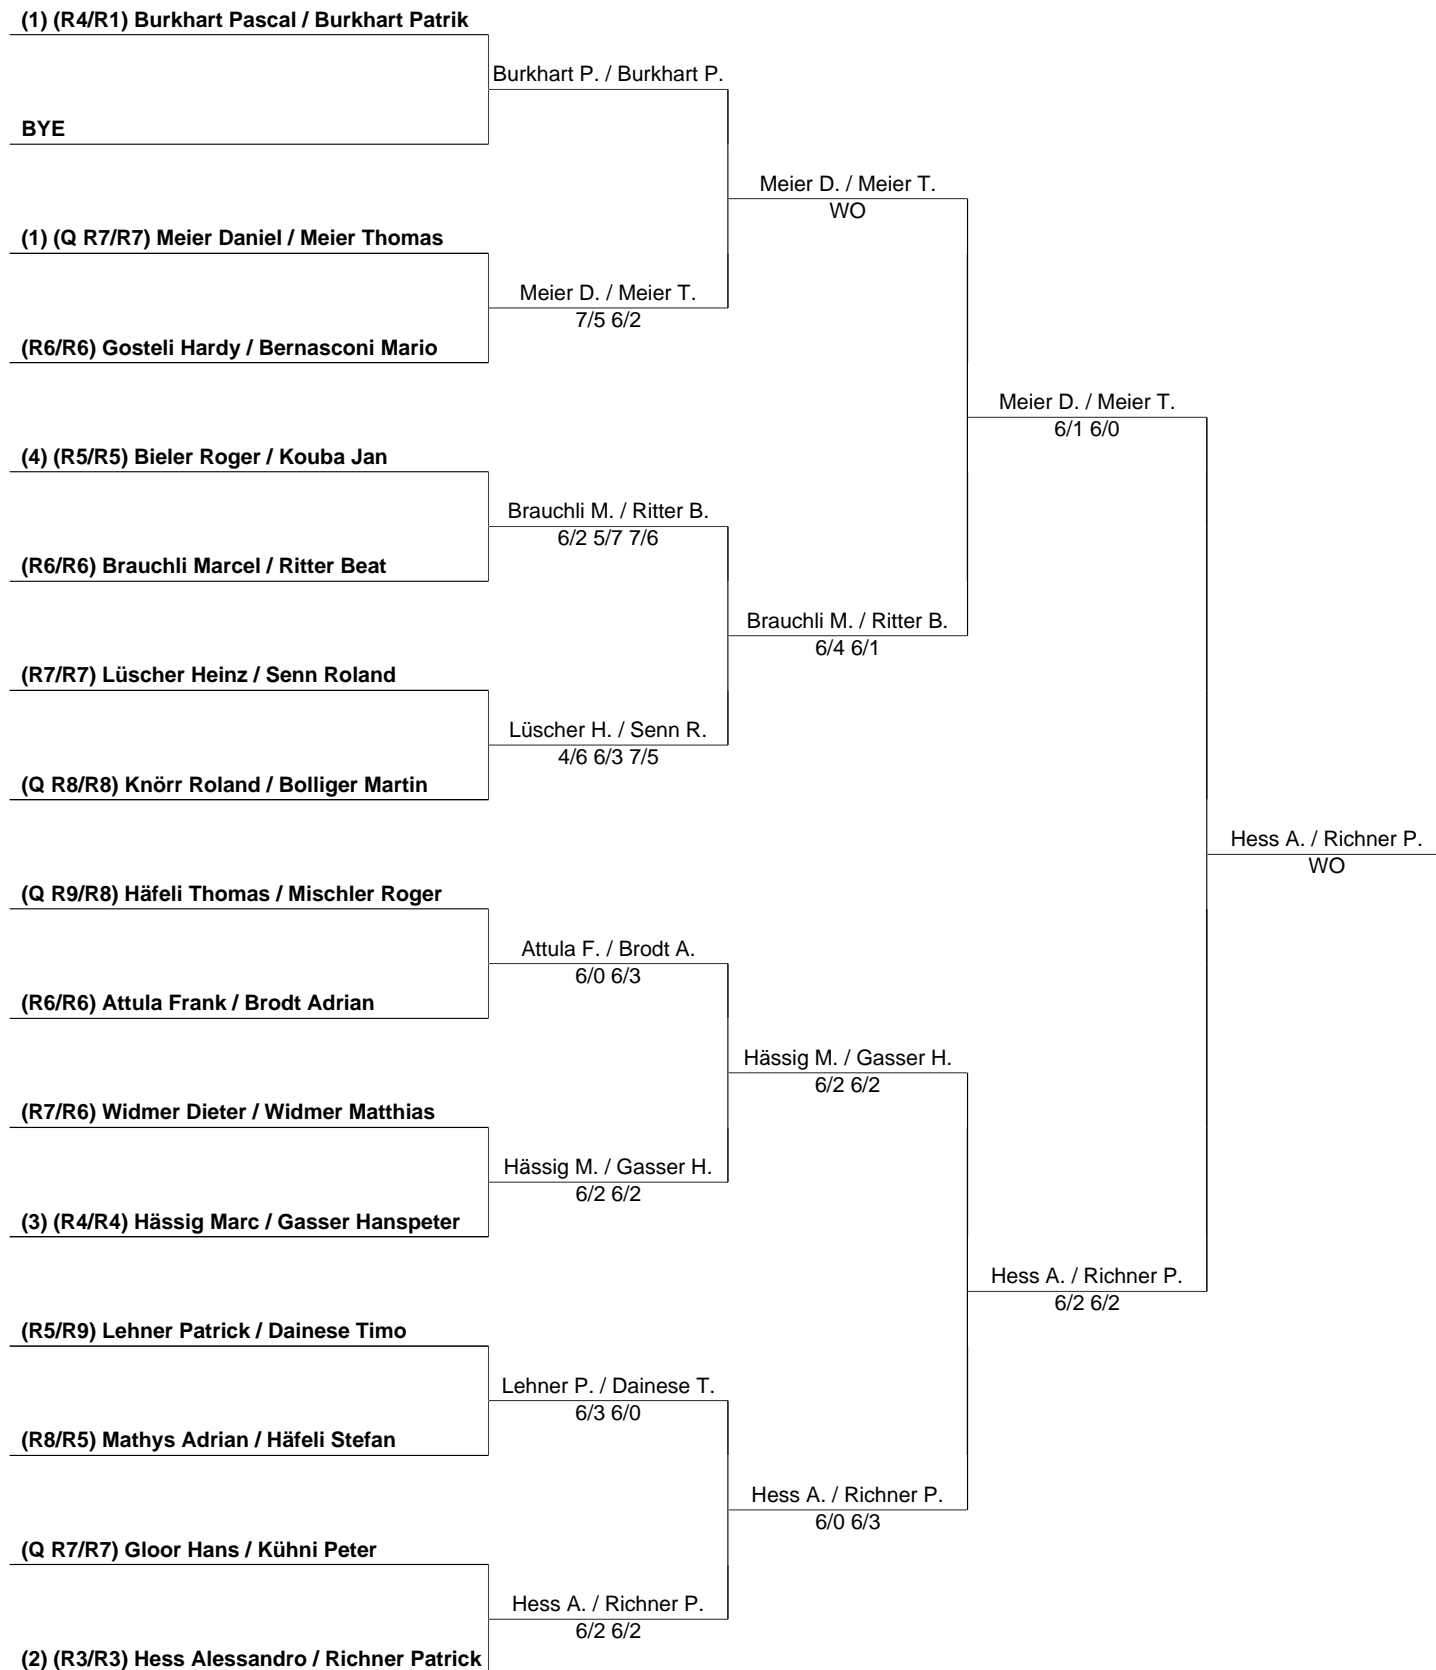 (1) (R4/R1) Burkhart Pascal / Burkhart Patrik
Burkhart P. / Burkhart P.
BYE
Meier D. / Meier T.
WO
(1) (Q R7/R7) Meier Daniel / Meier Thomas
Meier D. / Meier T.
7/5 6/2
(R6/R6) Gosteli Hardy / Bernasconi Mario
Meier D. / Meier T.
6/1 6/0
(4) (R5/R5) Bieler Roger / Kouba Jan
Brauchli M. / Ritter B.
6/2 5/7 7/6
(R6/R6) Brauchli Marcel / Ritter Beat
Brauchli M. / Ritter B.
6/4 6/1
(R7/R7) Lüscher Heinz / Senn Roland
Lüscher H. / Senn R.
4/6 6/3 7/5
(Q R8/R8) Knörr Roland / Bolliger Martin
Hess A. / Richner P.
WO
(Q R9/R8) Häfeli Thomas / Mischler Roger
Attula F. / Brodt A.
6/0 6/3
(R6/R6) Attula Frank / Brodt Adrian
Hässig M. / Gasser H.
6/2 6/2
(R7/R6) Widmer Dieter / Widmer Matthias
Hässig M. / Gasser H.
6/2 6/2
(3) (R4/R4) Hässig Marc / Gasser Hanspeter
Hess A. / Richner P.
6/2 6/2
(R5/R9) Lehner Patrick / Dainese Timo
Lehner P. / Dainese T.
6/3 6/0
(R8/R5) Mathys Adrian / Häfeli Stefan
Hess A. / Richner P.
6/0 6/3
(Q R7/R7) Gloor Hans / Kühni Peter
Hess A. / Richner P.
6/2 6/2
(2) (R3/R3) Hess Alessandro / Richner Patrick